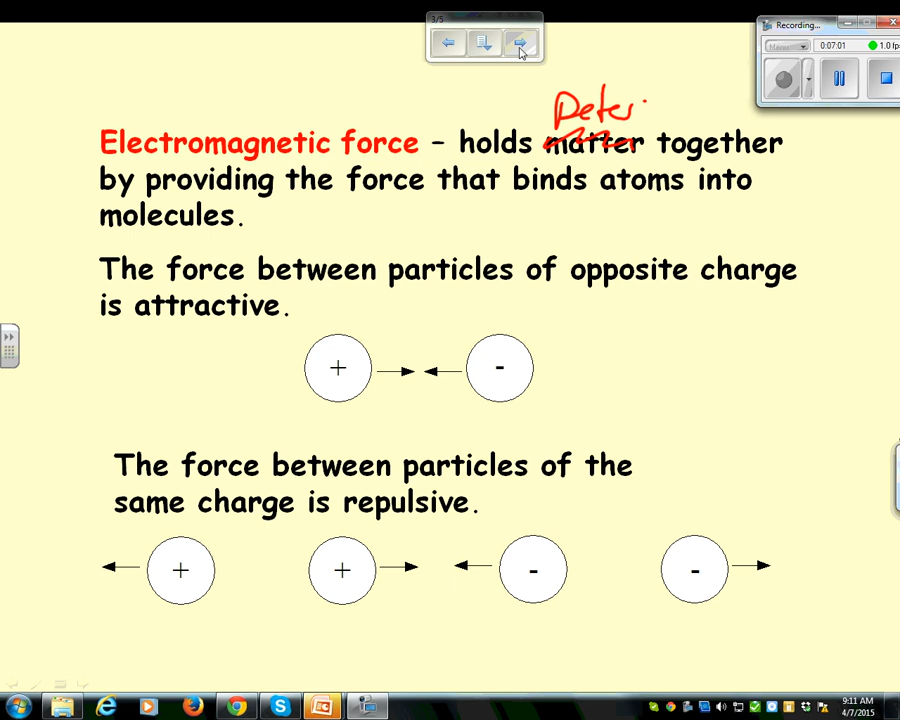 3/5
Recording...
0:07:01
1.0 fps
Electromagnetic force – holds matter together
by providing the force that binds atoms into
molecules.
The force between particles of opposite charge
is attractive.
+ -
The force between particles of the
same charge is repulsive.
+ + - -
9:11 AM
4/7/2015